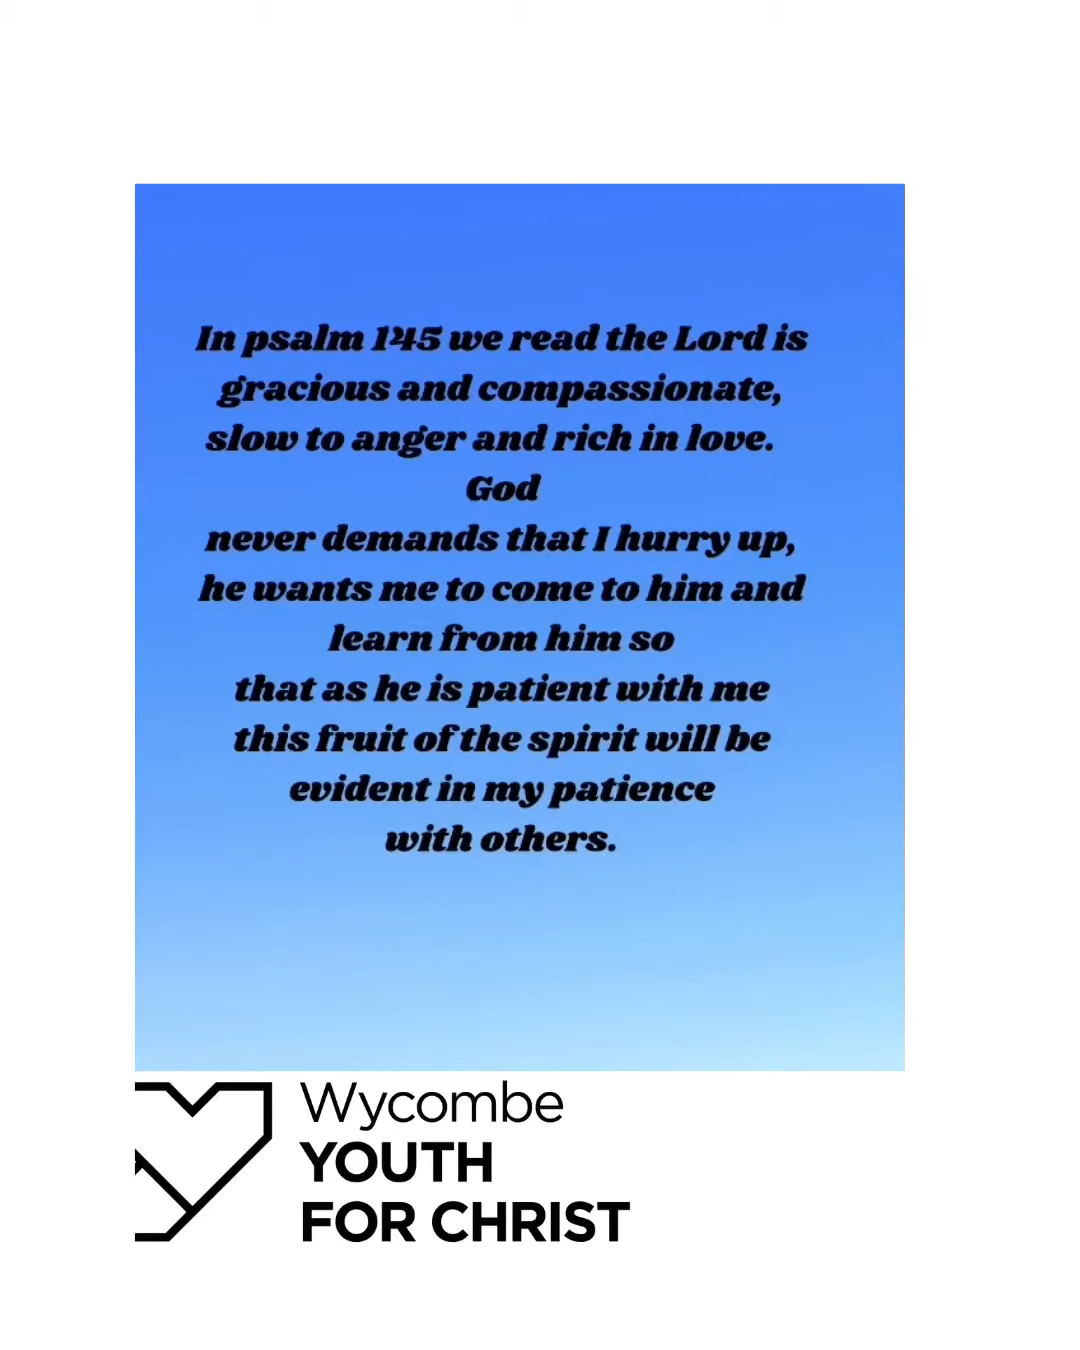 In psalm 145 we read the Lord is
gracious and compassionate,
slow to anger and rich in love.
God
never demands that I hurry up,
he wants me to come to him and
learn from him so
that as he is patient with me
this fruit of the spirit will be
evident in my patience
with others.
Wycombe
YOUTH
FOR CHRIST